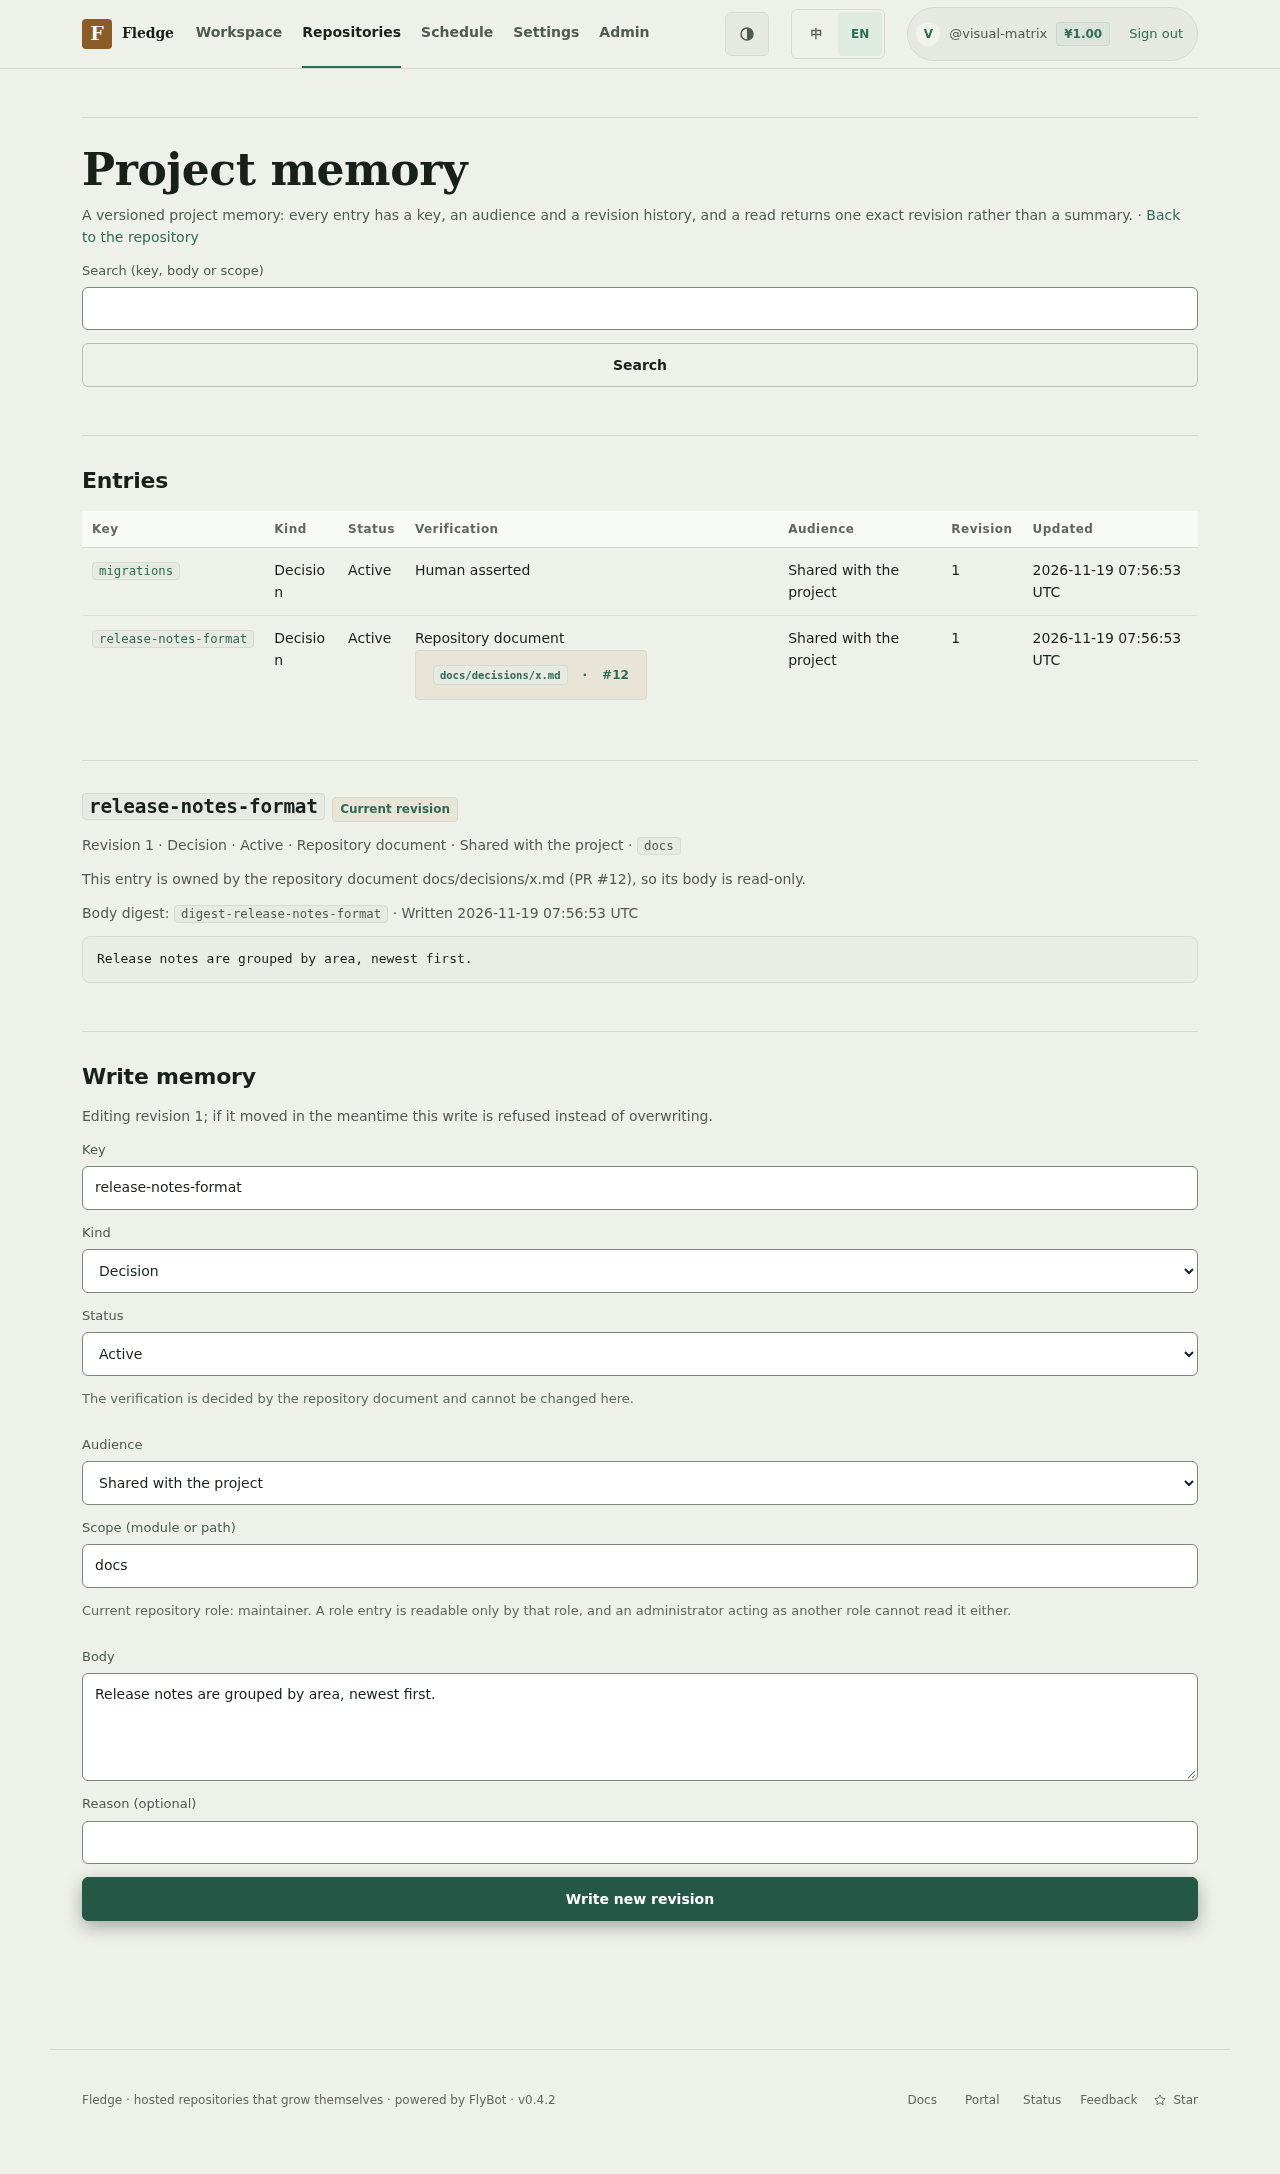 F Fledge Workspace Repositories Schedule Settings Admin 中 EN V @visual-matrix ¥1.00 Sign out
Project memory
A versioned project memory: every entry has a key, an audience and a revision history, and a read returns one exact revision rather than a summary. · Back
to the repository
Search (key, body or scope)
Search
Entries
Key Kind Status Verification Audience Revision Updated
migrations Decisio Active Human asserted Shared with the 1 2026-11-19 07:56:53
n project UTC
release-notes-format Decisio Active Repository document Shared with the 1 2026-11-19 07:56:53
n project UTC
docs/decisions/x.md · #12
release-notes-format Current revision
Revision 1 · Decision · Active · Repository document · Shared with the project · docs
This entry is owned by the repository document docs/decisions/x.md (PR #12), so its body is read-only.
Body digest: digest-release-notes-format · Written 2026-11-19 07:56:53 UTC
Release notes are grouped by area, newest first.
Write memory
Editing revision 1; if it moved in the meantime this write is refused instead of overwriting.
Key
release-notes-format
Kind
Decision
Status
Active
The verification is decided by the repository document and cannot be changed here.
Audience
Shared with the project
Scope (module or path)
docs
Current repository role: maintainer. A role entry is readable only by that role, and an administrator acting as another role cannot read it either.
Body
Release notes are grouped by area, newest first.
Reason (optional)
Write new revision
Fledge · hosted repositories that grow themselves · powered by FlyBot · v0.4.2 Docs Portal Status Feedback Star